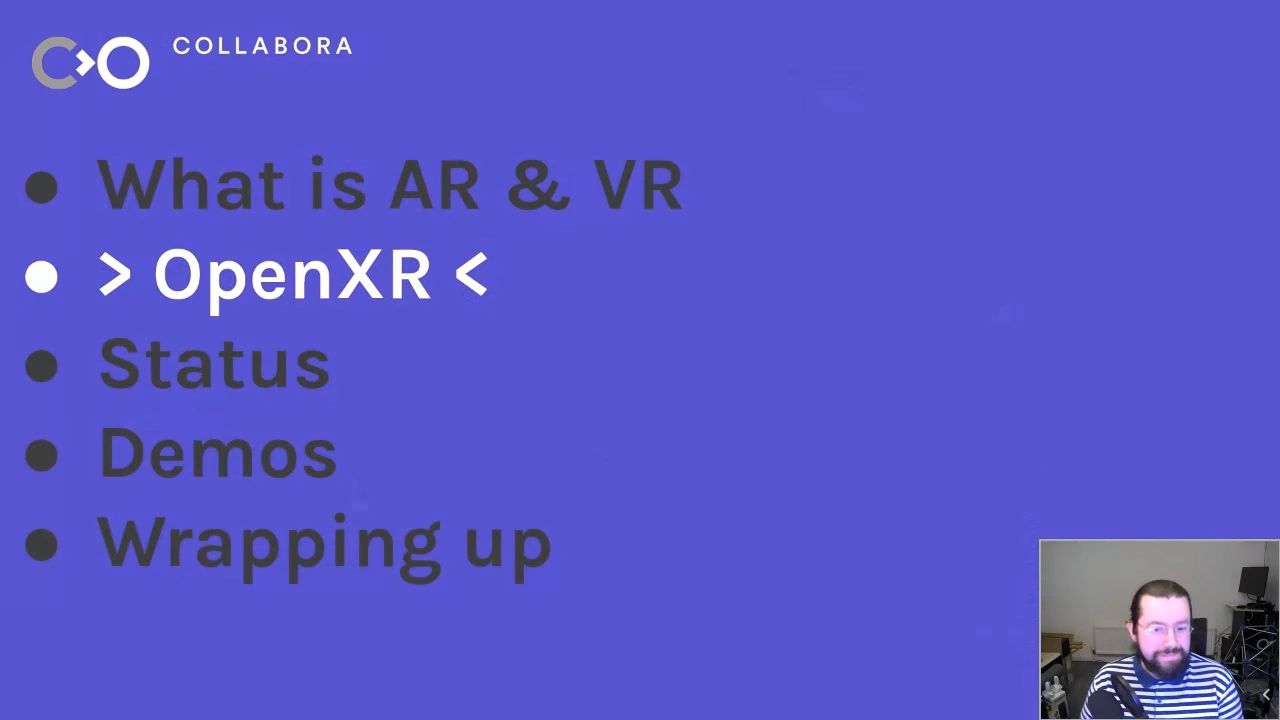 COLLABORA
● What is AR & VR
● > OpenXR <
● Status
● Demos
● Wrapping up